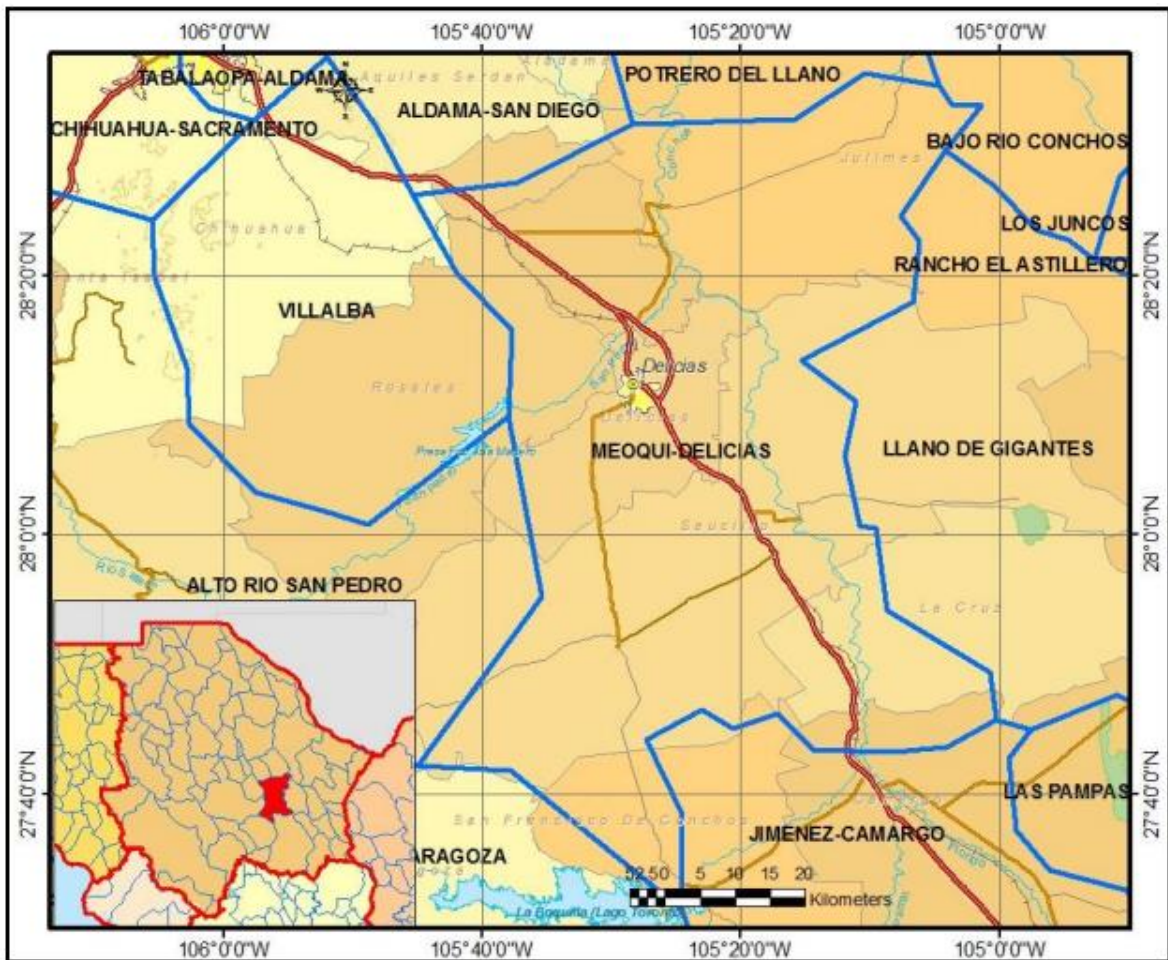 106°0'0"W 105°40'0"W 105°20'0"W 105°0'0"W
TABALAOPA-ALDAMA
Aquiles Serdan
Aldama
POTRERO DEL LLANO
ALDAMA-SAN DIEGO
CHIHUAHUA-SACRAMENTO
BAJO RIO CONCHOS
Julimes
Chihuahua
LOS JUNCOS
RANCHO EL ASTILLERO
28°20'0"N 28°20'0"N
VILLALBA
Rosales
Delicias
Delicias
MEOQUI-DELICIAS
LLANO DE GIGANTES
Saucillo
28°0'0"N 28°0'0"N
ALTO RIO SAN PEDRO
La Cruz
27°40'0"N 27°40'0"N
LAS PAMPAS
San Francisco De Conchos
JIMENEZ-CAMARGO
ARAGOZA
5 10 15 20
Kilometers
La Boquilla (Lago Toronto)
106°0'0"W 105°40'0"W 105°20'0"W 105°0'0"W